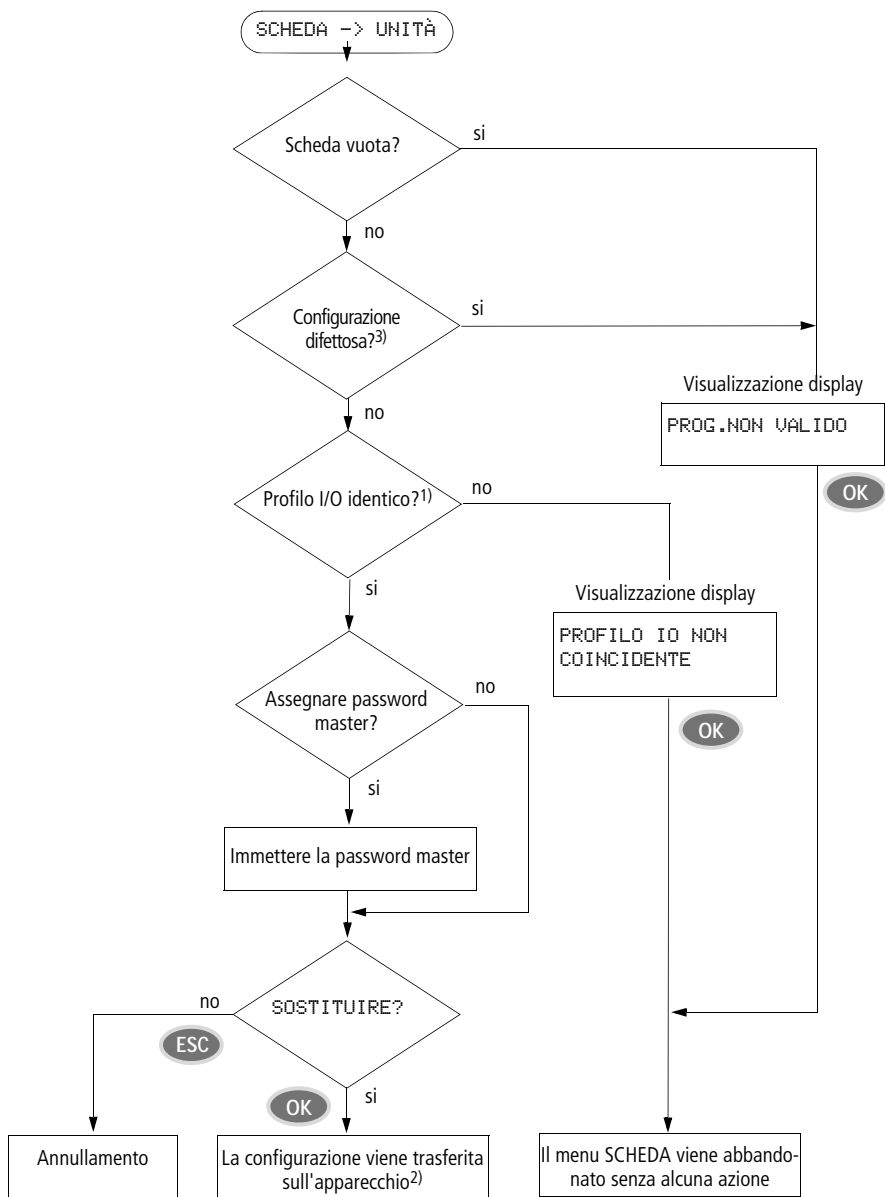 SCHEDA -> UNITÀ
Scheda vuota?
si
no
Configurazione
difettosa?3)
si
no
Visualizzazione display
PROG.NON VALIDO
OK
Profilo I/O identico?1)
no
si
Visualizzazione display
PROFILO IO NON
COINCIDENTE
OK
Assegnare password
master?
no
si
Immettere la password master
SOSTITUIRE?
no
ESC
si
OK
Annullamento
La configurazione viene trasferita
sull'apparecchio2)
Il menu SCHEDA viene abbando-
nato senza alcuna azione